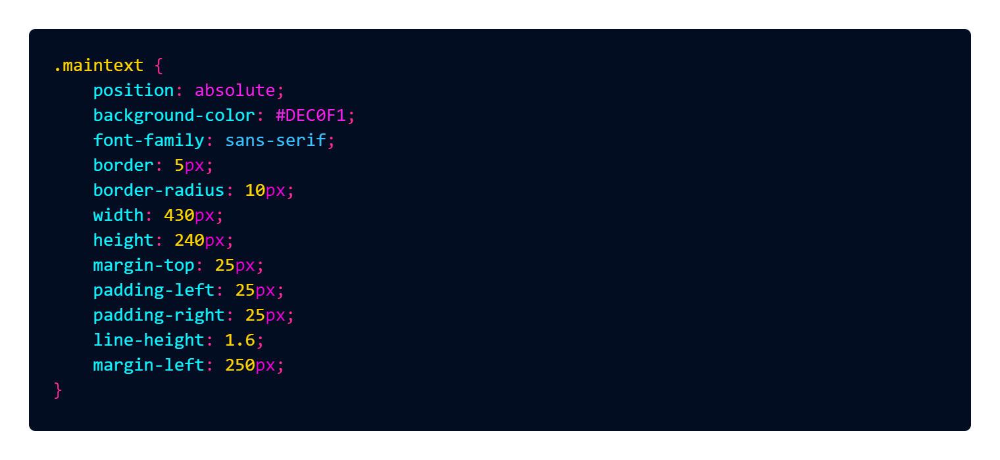 .maintext {
    position: absolute;
    background-color: #DEC0F1;
    font-family: sans-serif;
    border: 5px;
    border-radius: 10px;
    width: 430px;
    height: 240px;
    margin-top: 25px;
    padding-left: 25px;
    padding-right: 25px;
    line-height: 1.6;
    margin-left: 250px;
}